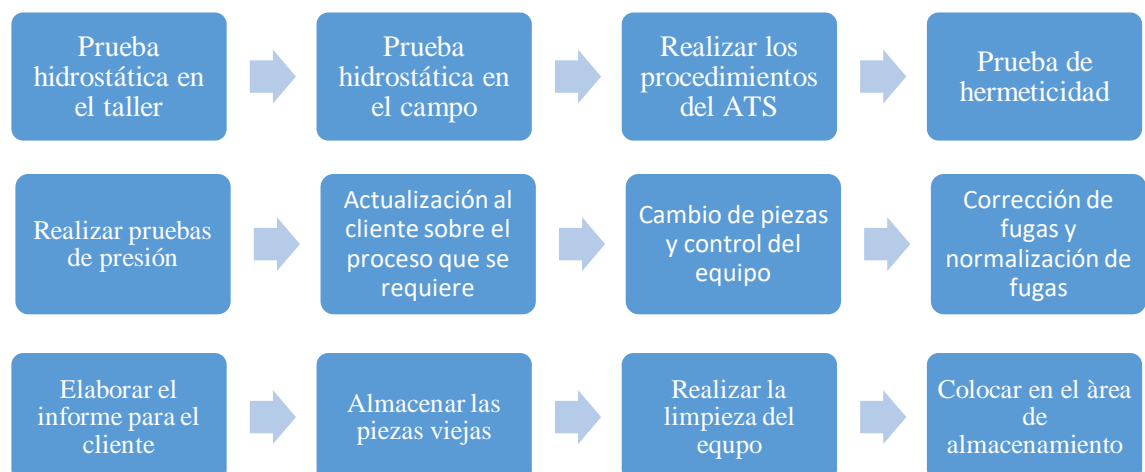 Prueba
hidrostática en
el taller
Prueba
hidrostática en
el campo
Realizar los
procedimientos
del ATS
Prueba de
hermeticidad
Realizar pruebas
de presión
Actualización al
cliente sobre el
proceso que se
requiere
Cambio de piezas
y control del
equipo
Corrección de
fugas y
normalización de
fugas
Elaborar el
informe para el
cliente
Almacenar las
piezas viejas
Realizar la
limpieza del
equpo
Colocar en el àrea
de
almacenamiento